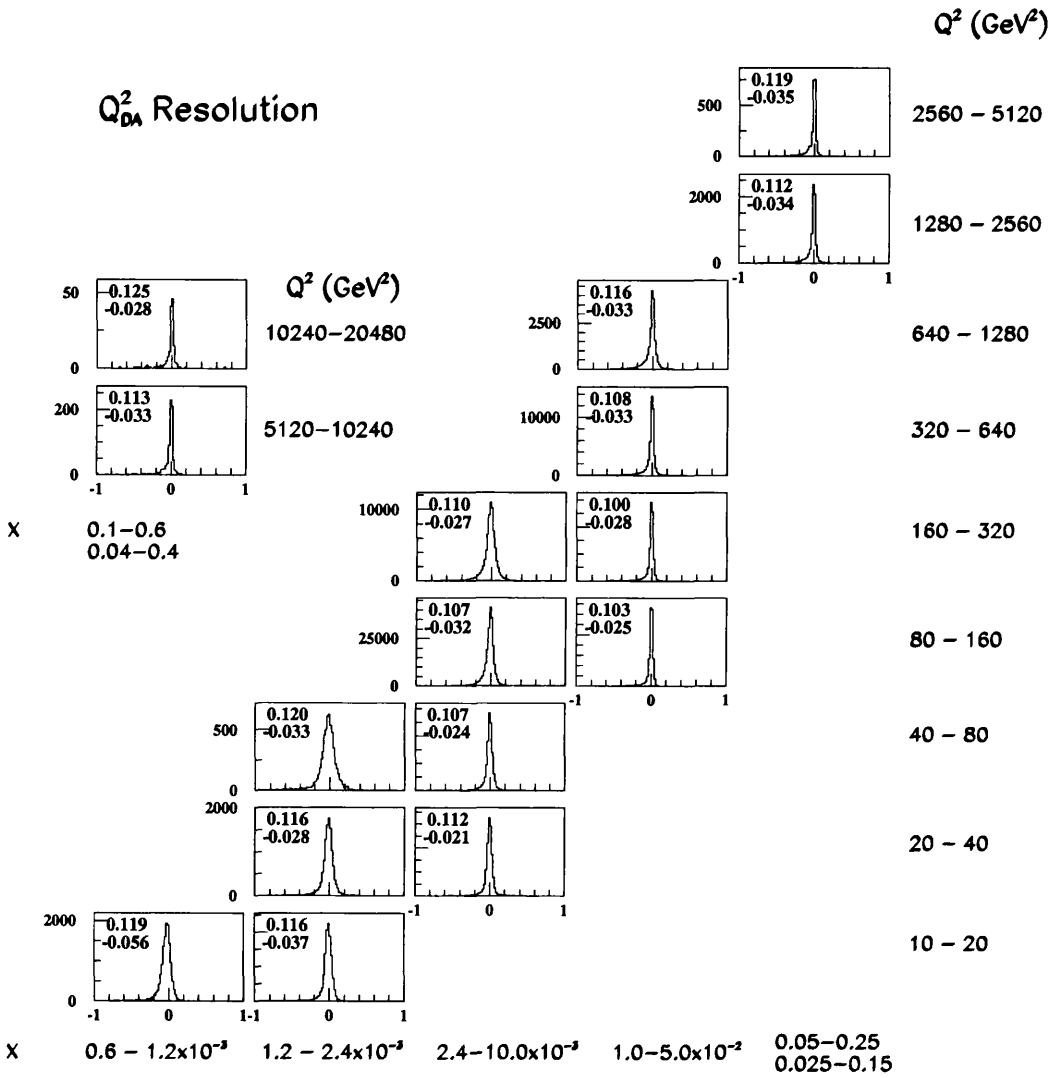 Q² (GeV²)
Q²_DA Resolution
500
0
0.119
-0.035
-1 0 1
2560 – 5120
2000
0
0.112
-0.034
-1 0 1
1280 – 2560
Q² (GeV²)
50
0
0.125
-0.028
10240–20480
2500
0
0.116
-0.033
640 – 1280
200
0
0.113
-0.033
-1 0 1
5120–10240
10000
0
0.108
-0.033
320 – 640
x 0.1–0.6
0.04–0.4
10000
0
0.110
-0.027
0.100
-0.028
160 – 320
25000
0
0.107
-0.032
0.103
-0.025
-1 0 1
80 – 160
500
0
0.120
-0.033
0.107
-0.024
40 – 80
2000
0
0.116
-0.028
0.112
-0.021
-1 0 1
20 – 40
2000
0
0.119
-0.056
0.116
-0.037
-1 0 1 -1 0 1
10 – 20
x 0.6 – 1.2x10⁻³ 1.2 – 2.4x10⁻³ 2.4–10.0x10⁻³ 1.0–5.0x10⁻² 0.05–0.25
0.025–0.15